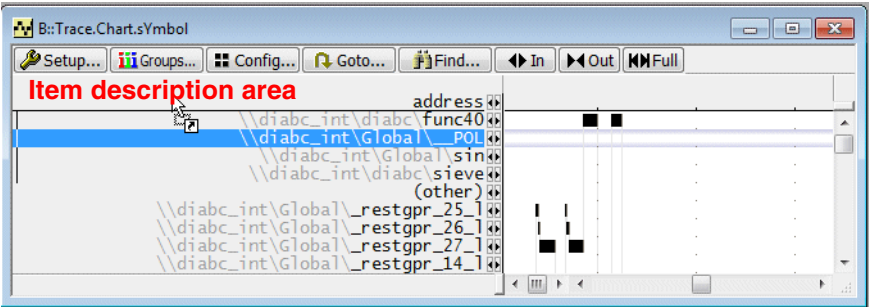 B::Trace.Chart.sYmbol
Setup... Groups... Config... Goto... Find... In Out Full
Item description area
address
\\diabc_int\diabc\func40
\\diabc_int\Global\__POL
\\diabc_int\Global\sin
\\diabc_int\diabc\sieve
(other)
\\diabc_int\Global\_restgpr_25_l
\\diabc_int\Global\_restgpr_26_l
\\diabc_int\Global\_restgpr_27_l
\\diabc_int\Global\_restgpr_14_l